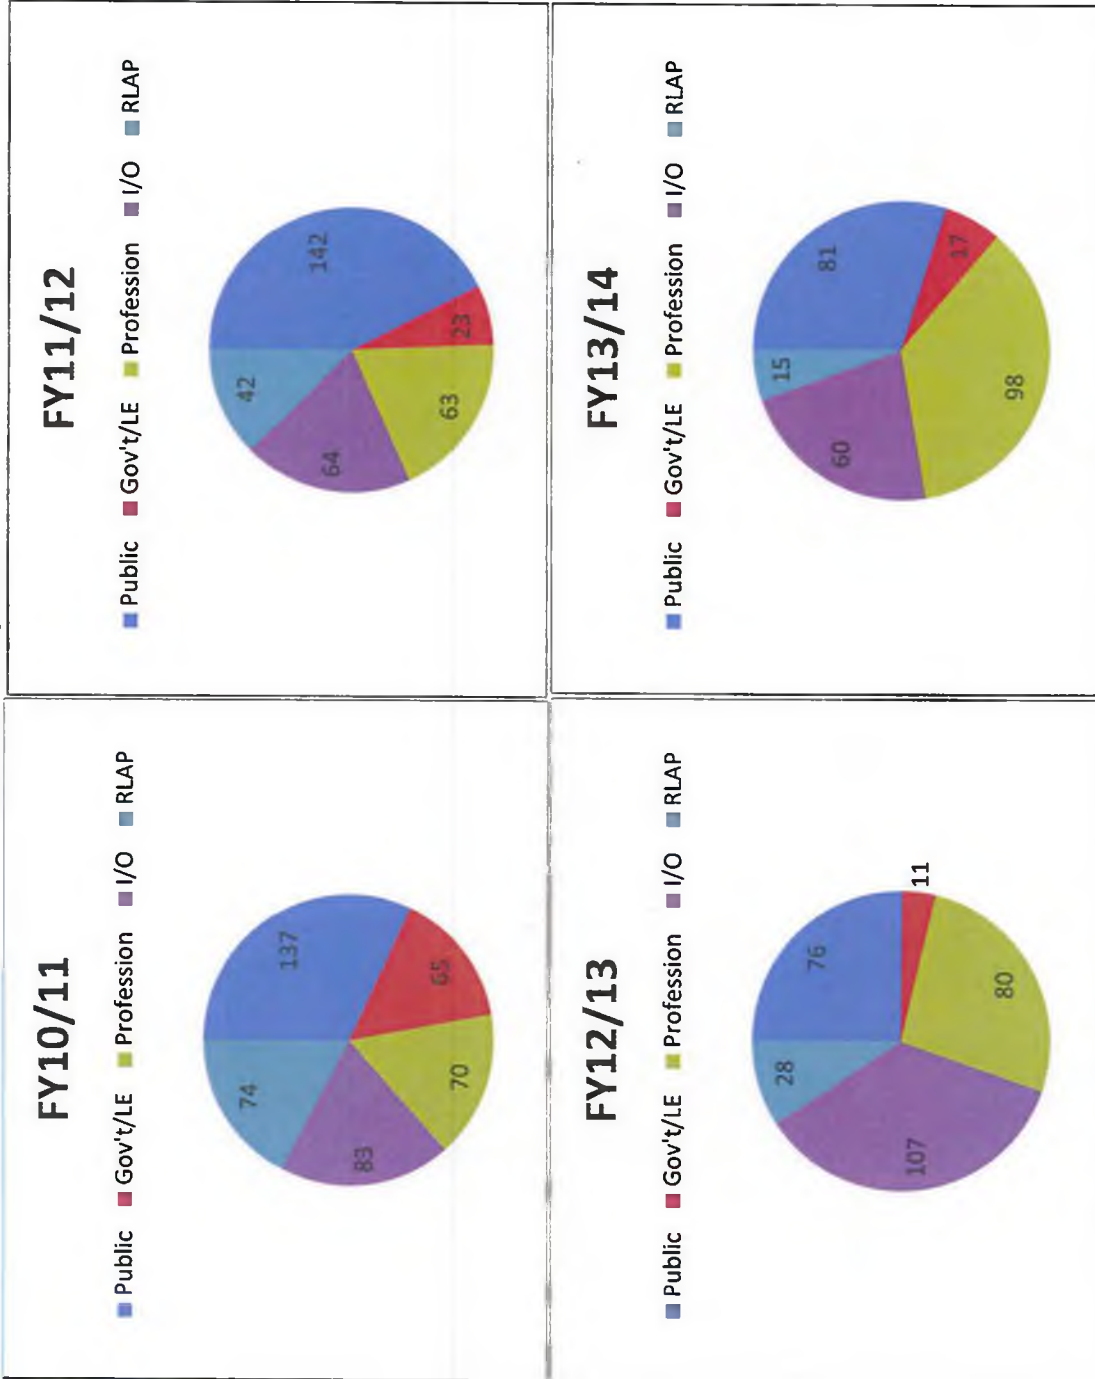 FY10/11
Public Gov't/LE Profession I/O RLAP
74
137
83
65
70
FY11/12
Public Gov't/LE Profession I/O RLAP
42
142
64
63
23
FY12/13
Public Gov't/LE Profession I/O RLAP
28
76
107
11
80
FY13/14
Public Gov't/LE Profession I/O RLAP
15
81
60
17
98